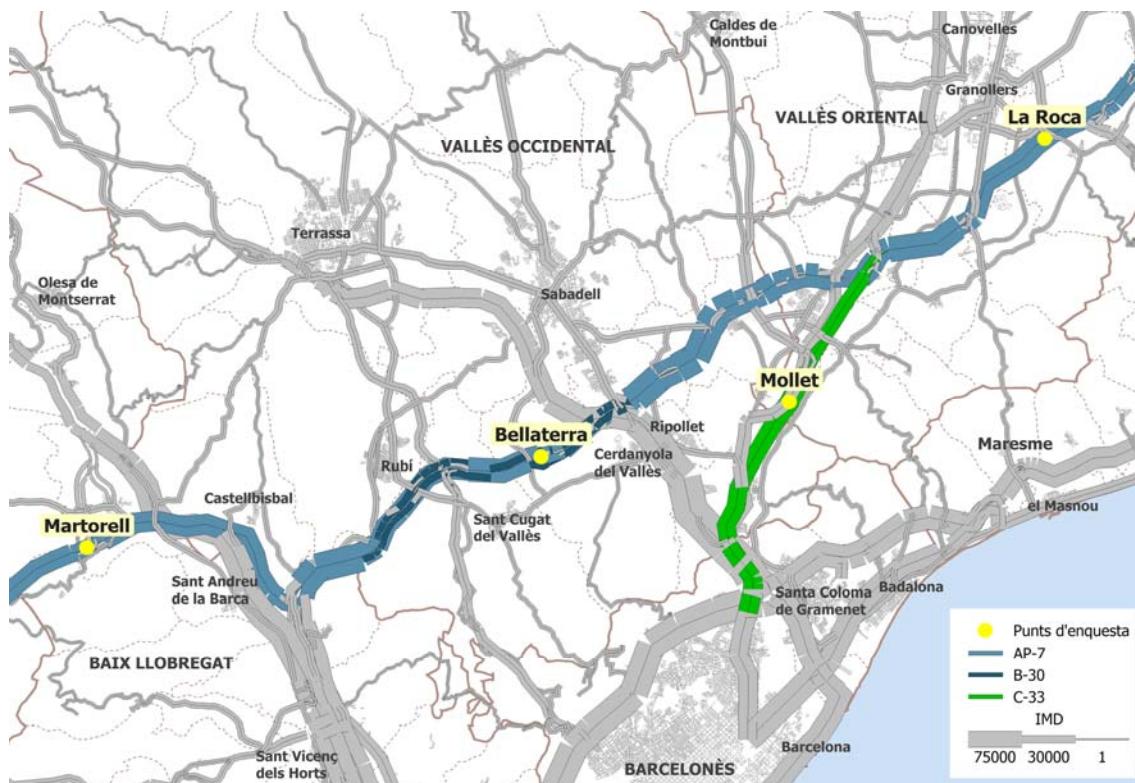 Caldes de
Montbui
Canovelles
Granollers
La Roca
VALLÈS ORIENTAL
VALLÈS OCCIDENTAL
Terrassa
Olesa de
Montserrat
Sabadell
Mollet
Bellaterra
Ripollet
Rubí
Cerdanyola
del Vallès
Maresme
Castellbisbal
el Masnou
Martorell
Sant Cugat
del Vallès
Sant Andreu
de la Barca
Badalona
Santa Coloma
de Gramenet
BAIX LLOBREGAT
Sant Vicenç
dels Horts
Barcelona
BARCELONÈS
Punts d'enquesta
AP-7
B-30
C-33
IMD
75000 30000 1